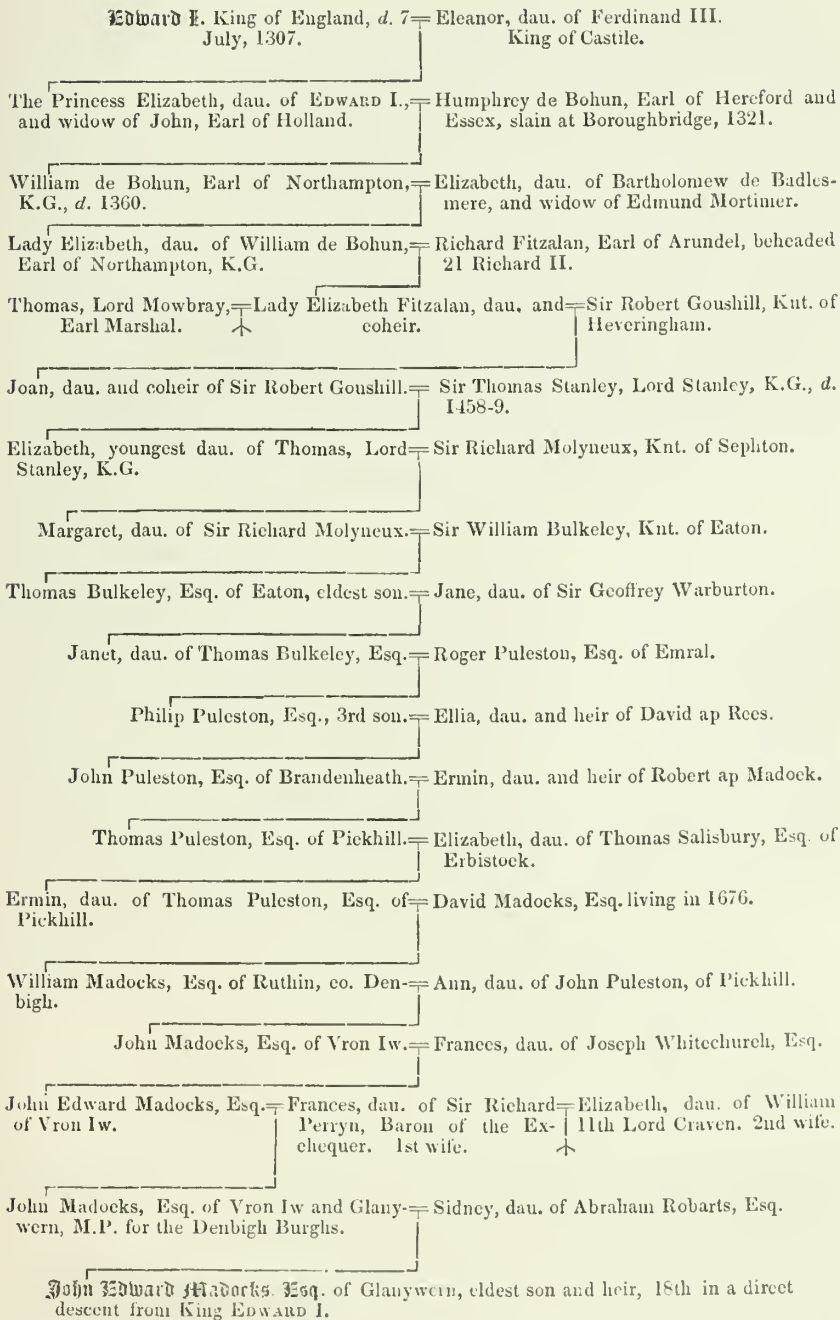 Edward I. King of England, d. 7 = Eleanor, dau. of Ferdinand III.
July, 1307. King of Castile.
The Princess Elizabeth, dau. of EDWARD I., = Humphrey de Bohun, Earl of Hereford and
and widow of John, Earl of Holland. Essex, slain at Boroughbridge, 1321.
William de Bohun, Earl of Northampton, = Elizabeth, dau. of Bartholomew de Badles-
K.G., d. 1360. mere, and widow of Edmund Mortimer.
Lady Elizabeth, dau. of William de Bohun, = Richard Fitzalan, Earl of Arundel, beheaded
Earl of Northampton, K.G. 21 Richard II.
Thomas, Lord Mowbray, = Lady Elizabeth Fitzalan, dau. and = Sir Robert Goushill, Knt. of
Earl Marshal. coheir. Heveringham.
Joan, dau. and coheir of Sir Robert Goushill. = Sir Thomas Stanley, Lord Stanley, K.G., d.
1458-9.
Elizabeth, youngest dau. of Thomas, Lord = Sir Richard Molyneux, Knt. of Sephton.
Stanley, K.G.
Margaret, dau. of Sir Richard Molyneux. = Sir William Bulkeley, Knt. of Eaton.
Thomas Bulkeley, Esq. of Eaton, eldest son. = Jane, dau. of Sir Geoffrey Warburton.
Janet, dau. of Thomas Bulkeley, Esq. = Roger Puleston, Esq. of Emral.
Philip Puleston, Esq., 3rd son. = Ellia, dau. and heir of David ap Rees.
John Puleston, Esq. of Brandenheath. = Ermin, dau. and heir of Robert ap Madock.
Thomas Puleston, Esq. of Pickhill. = Elizabeth, dau. of Thomas Salisbury, Esq. of
Erbistock.
Ermin, dau. of Thomas Puleston, Esq. of = David Madocks, Esq. living in 1676.
Pickhill.
William Madocks, Esq. of Ruthin, co. Den- = Ann, dau. of John Puleston, of Pickhill.
bigh.
John Madocks, Esq. of Vron Iw. = Frances, dau. of Joseph Whitechurch, Esq.
John Edward Madocks, Esq. = Frances, dau. of Sir Richard = Elizabeth, dau. of William
of Vron Iw. Perryn, Baron of the Ex- 11th Lord Craven. 2nd wife.
chequer. 1st wife.
John Madocks, Esq. of Vron Iw and Glany- = Sidney, dau. of Abraham Robarts, Esq.
wern, M.P. for the Denbigh Burghs.
John Edward Madocks. Esq. of Glanywern, eldest son and heir, 18th in a direct
descent from King EDWARD I.